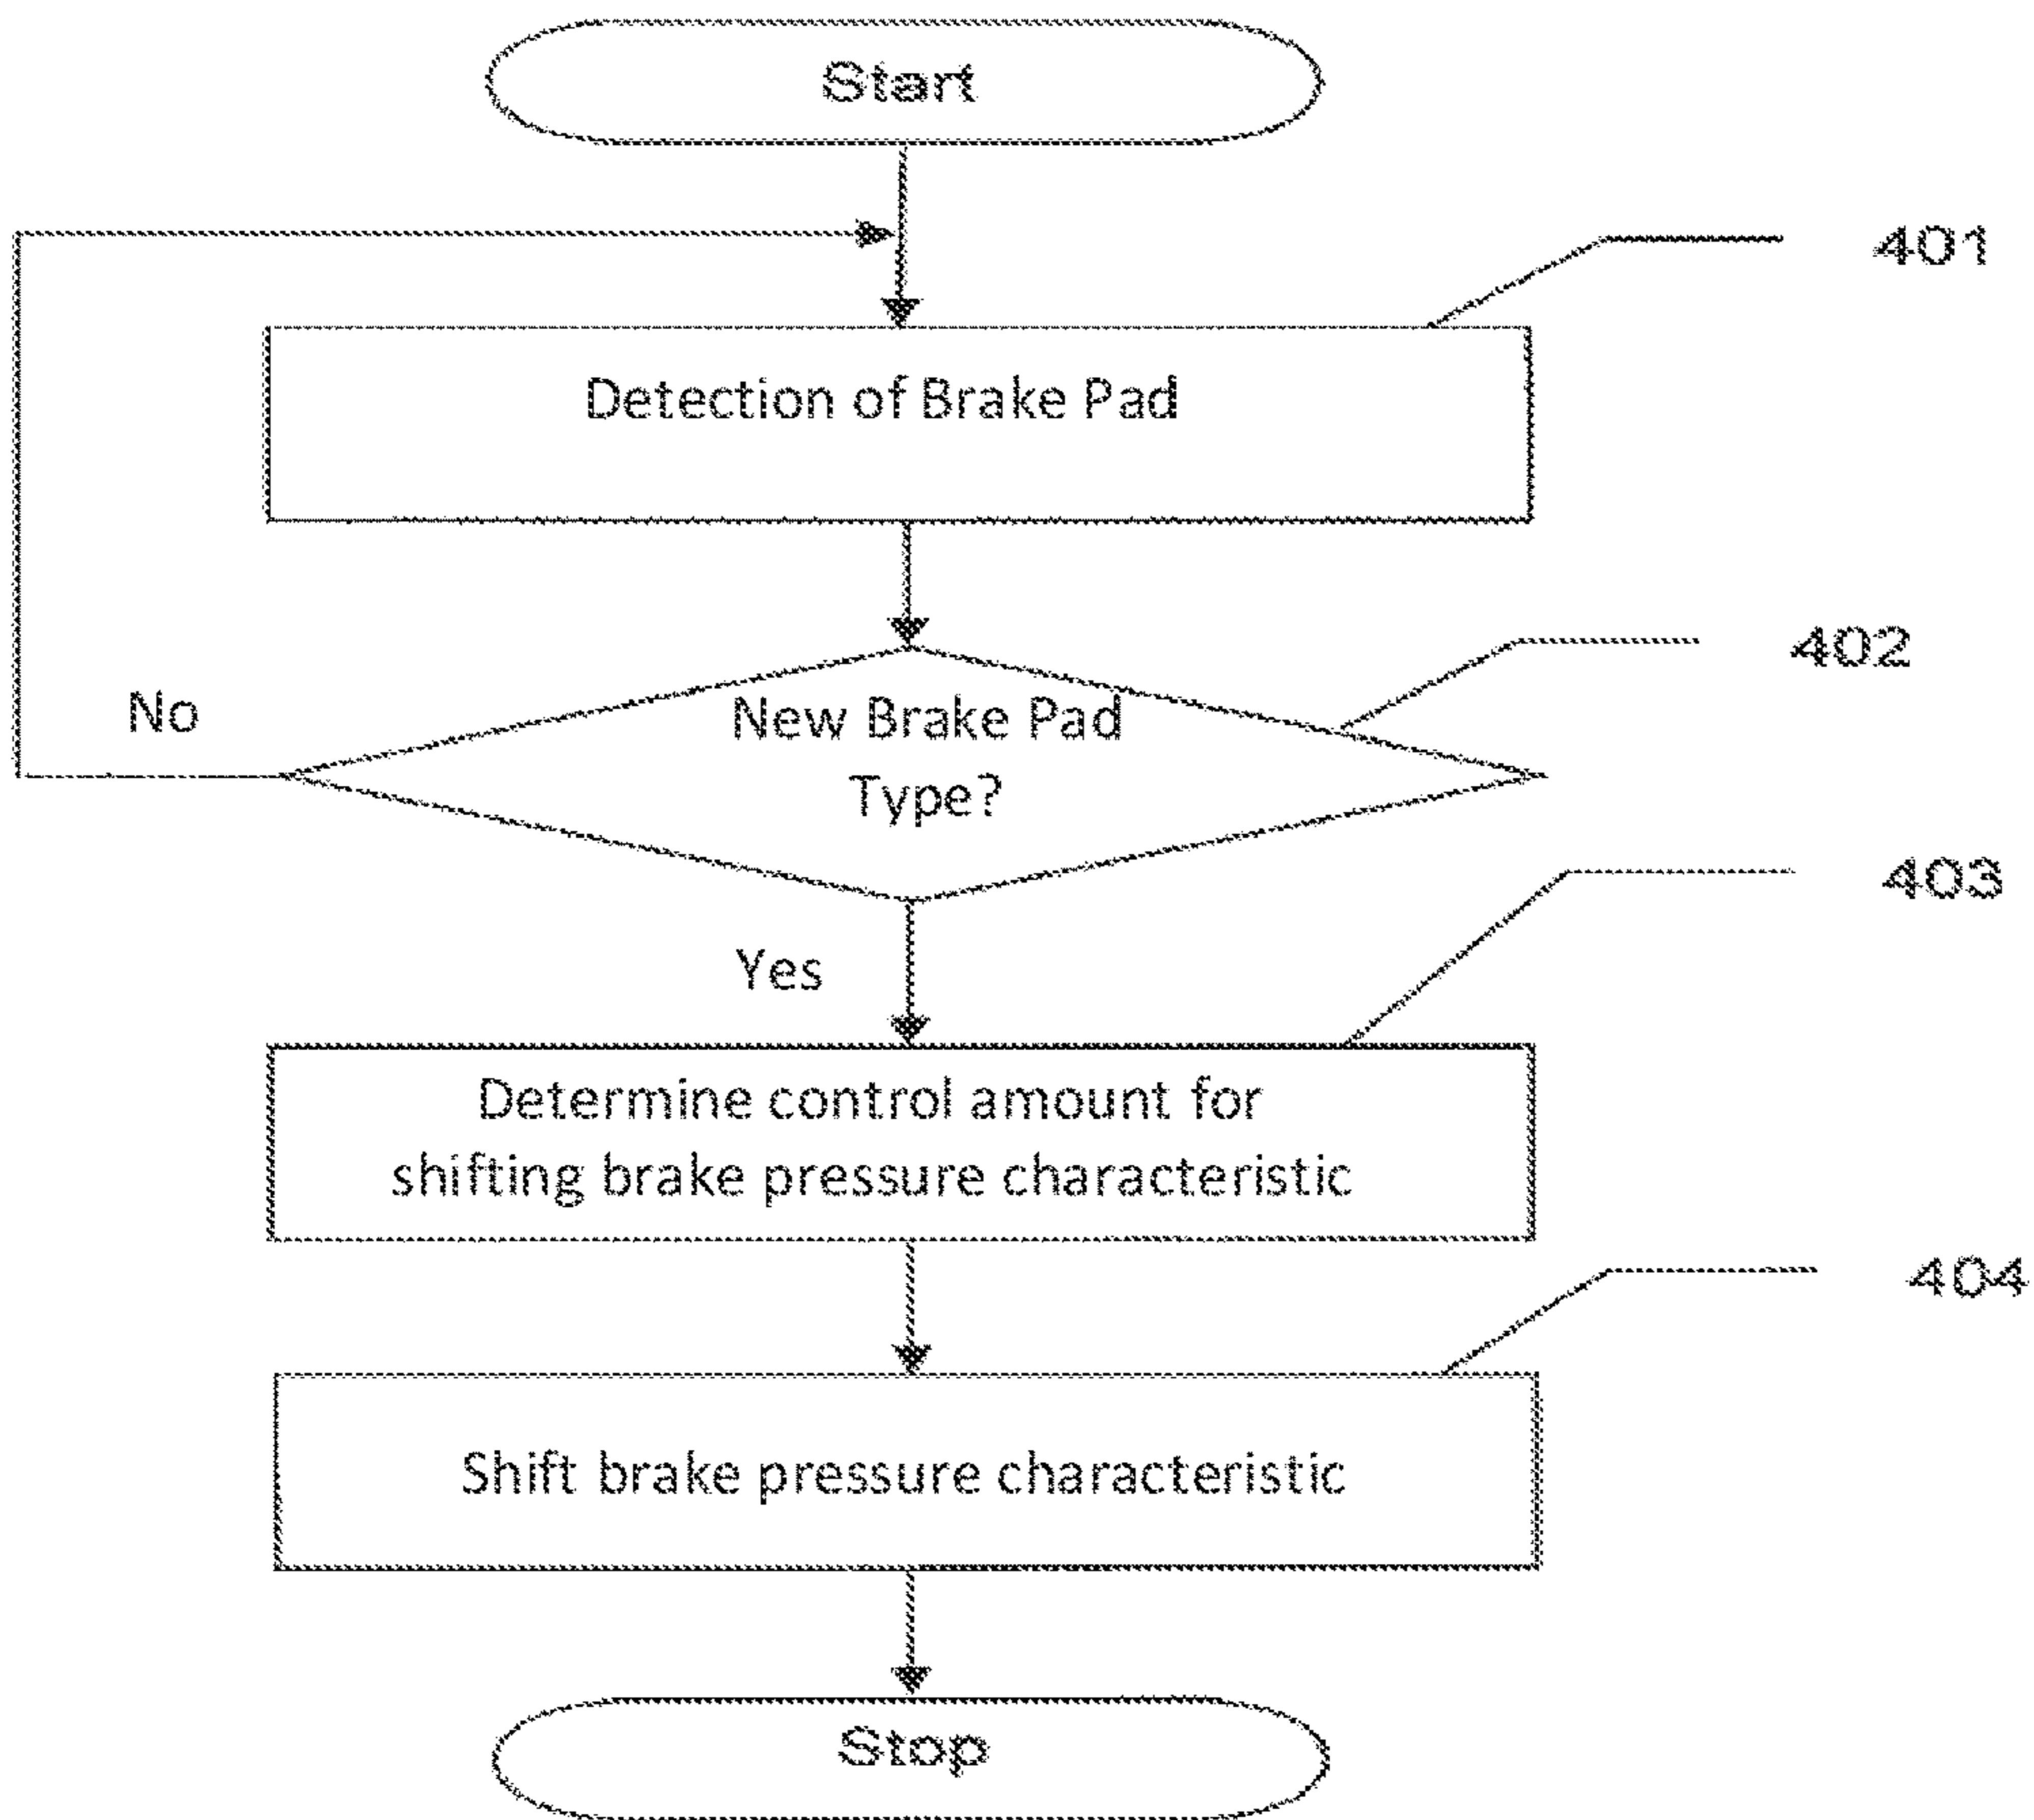 Start
401
Detection of Brake Pad
402
No
New Brake Pad
Type?
403
Yes
Determine control amount for
shifting brake pressure characteristic
404
Shift brake pressure characteristic
Stop